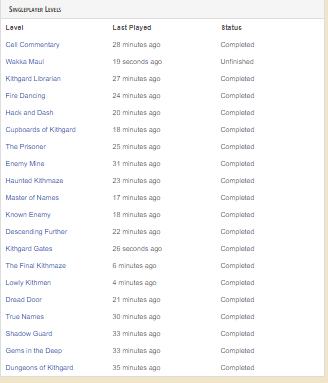 Singleplayer Levels
Level Last Played Status
Cell Commentary 28 minutes ago Completed
Wakka Maul 19 seconds ago Unfinished
Kithgard Librarian 27 minutes ago Completed
Fire Dancing 24 minutes ago Completed
Hack and Dash 20 minutes ago Completed
Cupboards of Kithgard 18 minutes ago Completed
The Prisoner 25 minutes ago Completed
Enemy Mine 31 minutes ago Completed
Haunted Kithmaze 23 minutes ago Completed
Master of Names 17 minutes ago Completed
Known Enemy 18 minutes ago Completed
Descending Further 22 minutes ago Completed
Kithgard Gates 26 seconds ago Completed
The Final Kithmaze 6 minutes ago Completed
Lowly Kithmen 4 minutes ago Completed
Dread Door 21 minutes ago Completed
True Names 30 minutes ago Completed
Shadow Guard 33 minutes ago Completed
Gems in the Deep 33 minutes ago Completed
Dungeons of Kithgard 35 minutes ago Completed